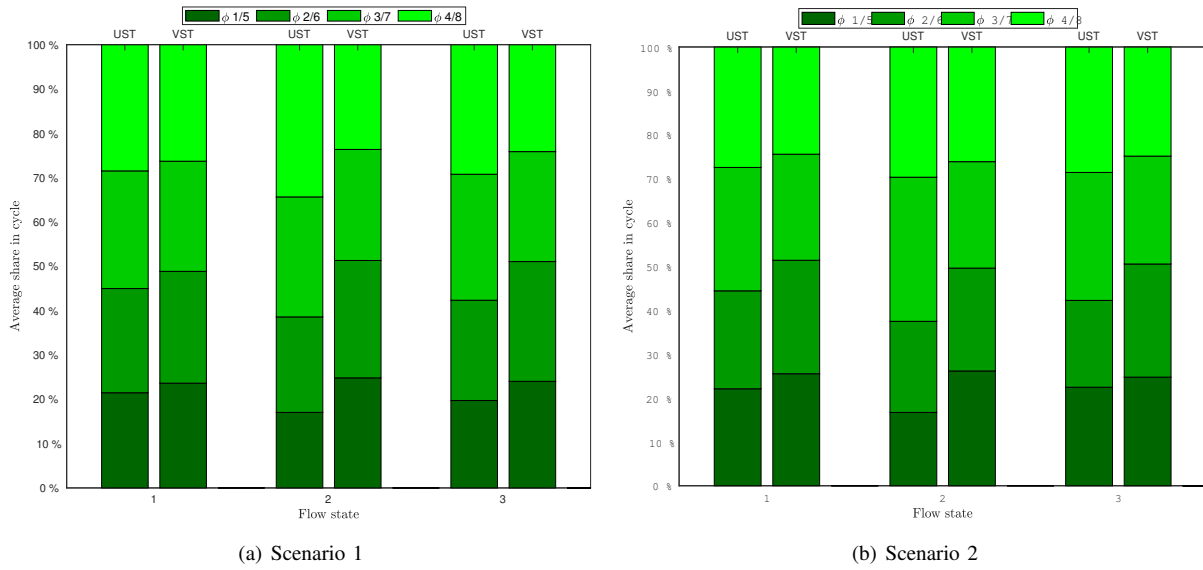 ϕ 1/5 ϕ 2/6 ϕ 3/7 ϕ 4/8
UST VST UST VST UST VST
100 %
90 %
80 %
70 %
60 %
50 %
40 %
30 %
20 %
10 %
0 %
Average share in cycle
1 2 3
Flow state
(a) Scenario 1
ϕ 1/5 ϕ 2/6 ϕ 3/7 ϕ 4/8
UST VST UST VST UST VST
100 %
90 %
80 %
70 %
60 %
50 %
40 %
30 %
20 %
10 %
0 %
Average share in cycle
1 2 3
Flow state
(b) Scenario 2